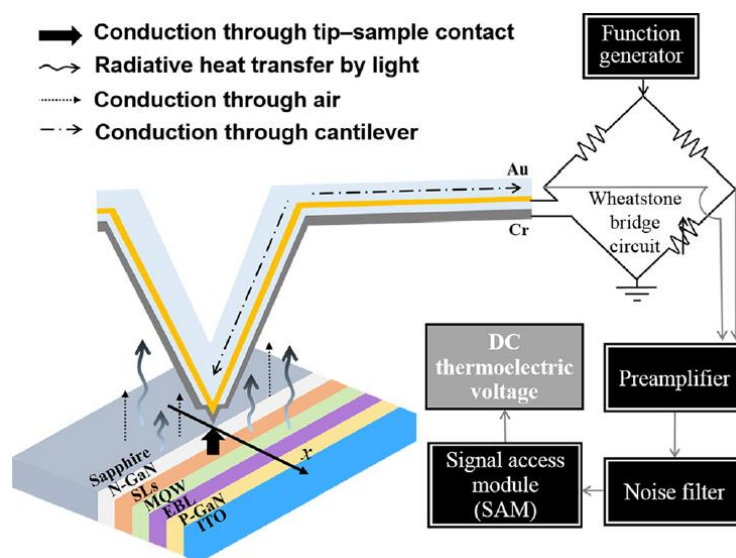 Conduction through tip–sample contact
Radiative heat transfer by light
Conduction through air
Conduction through cantilever
Function
generator
Au
Cr
Wheatstone
bridge
circuit
DC
thermoelectric
voltage
Preamplifier
Signal access
module
(SAM)
Noise filter
x
Sapphire
N-GaN
SLs
MQW
EBL
P-GaN
ITO